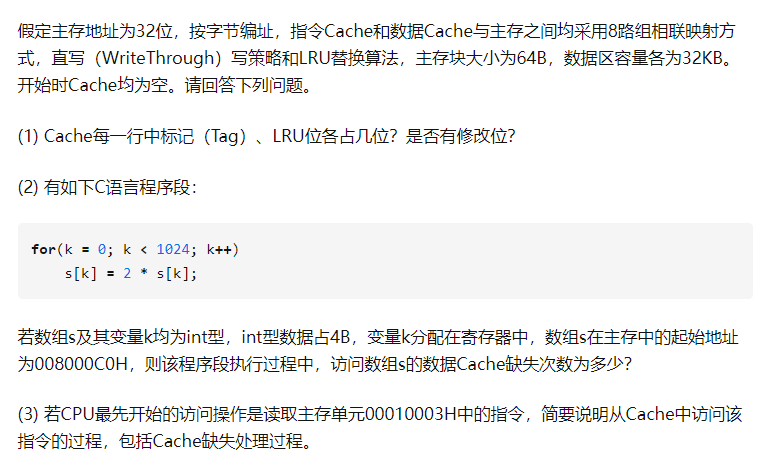 假定主存地址为32位，按字节编址，指令Cache和数据Cache与主存之间均采用8路组相联映射方
式，直写（WriteThrough）写策略和LRU替换算法，主存块大小为64B，数据区容量各为32KB。
开始时Cache均为空。请回答下列问题。
(1) Cache每一行中标记（Tag）、LRU位各占几位？是否有修改位？
(2) 有如下C语言程序段：
for(k = 0; k < 1024; k++)
    s[k] = 2 * s[k];
若数组s及其变量k均为int型，int型数据占4B，变量k分配在寄存器中，数组s在主存中的起始地址
为008000C0H，则该程序段执行过程中，访问数组s的数据Cache缺失次数为多少？
(3) 若CPU最先开始的访问操作是读取主存单元00010003H中的指令，简要说明从Cache中访问该
指令的过程，包括Cache缺失处理过程。